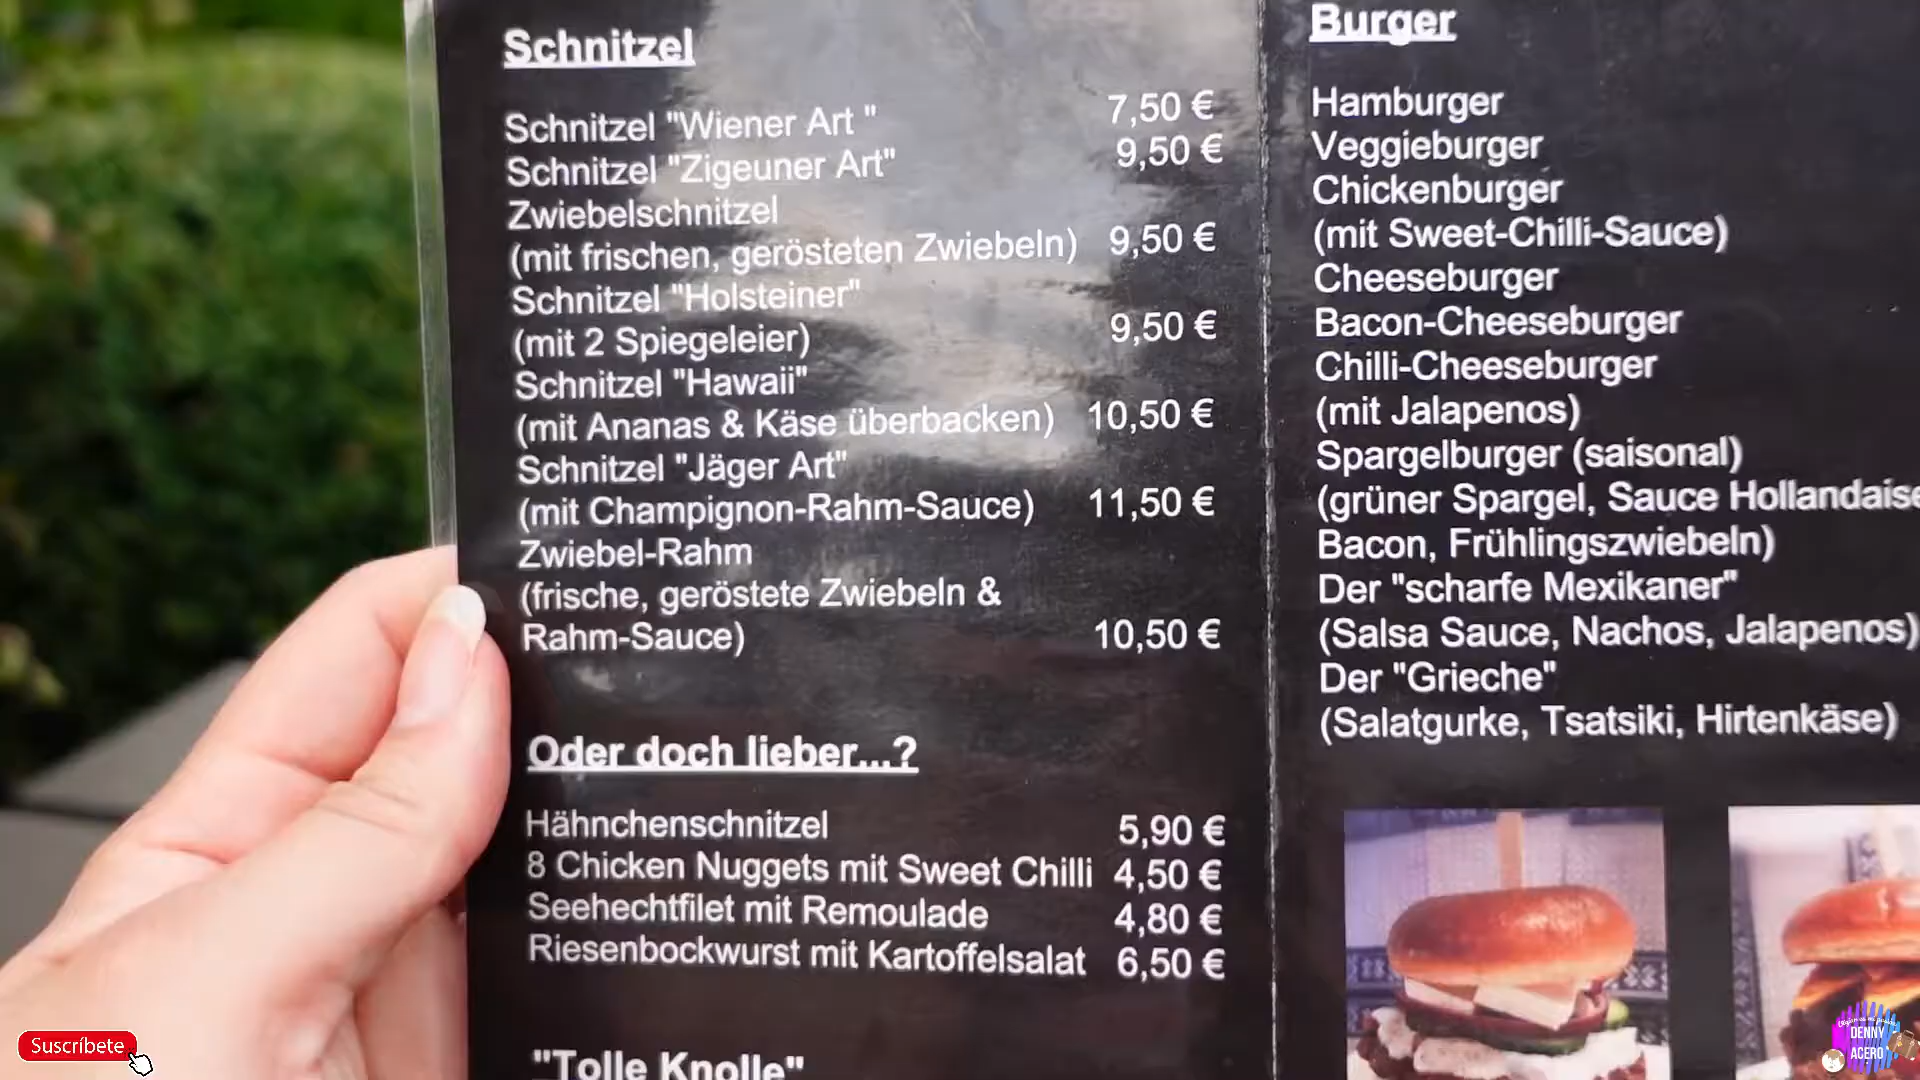 Schnitzel
Schnitzel "Wiener Art " 7,50 €
Schnitzel "Zigeuner Art" 9,50 €
Zwiebelschnitzel
(mit frischen, gerösteten Zwiebeln) 9,50 €
Schnitzel "Holsteiner"
(mit 2 Spiegeleier) 9,50 €
Schnitzel "Hawaii"
(mit Ananas & Käse überbacken) 10,50 €
Schnitzel "Jäger Art"
(mit Champignon-Rahm-Sauce) 11,50 €
Zwiebel-Rahm
(frische, geröstete Zwiebeln &
Rahm-Sauce) 10,50 €
Oder doch lieber...?
Hähnchenschnitzel 5,90 €
8 Chicken Nuggets mit Sweet Chilli 4,50 €
Seehechtfilet mit Remoulade 4,80 €
Riesenbockwurst mit Kartoffelsalat 6,50 €
"Tolle Knolle"
Burger
Hamburger
Veggieburger
Chickenburger
(mit Sweet-Chilli-Sauce)
Cheeseburger
Bacon-Cheeseburger
Chilli-Cheeseburger
(mit Jalapenos)
Spargelburger (saisonal)
(grüner Spargel, Sauce Hollandaise
Bacon, Frühlingszwiebeln)
Der "scharfe Mexikaner"
(Salsa Sauce, Nachos, Jalapenos)
Der "Grieche"
(Salatgurke, Tsatsiki, Hirtenkäse)
Suscríbete
DENNY
ACERO